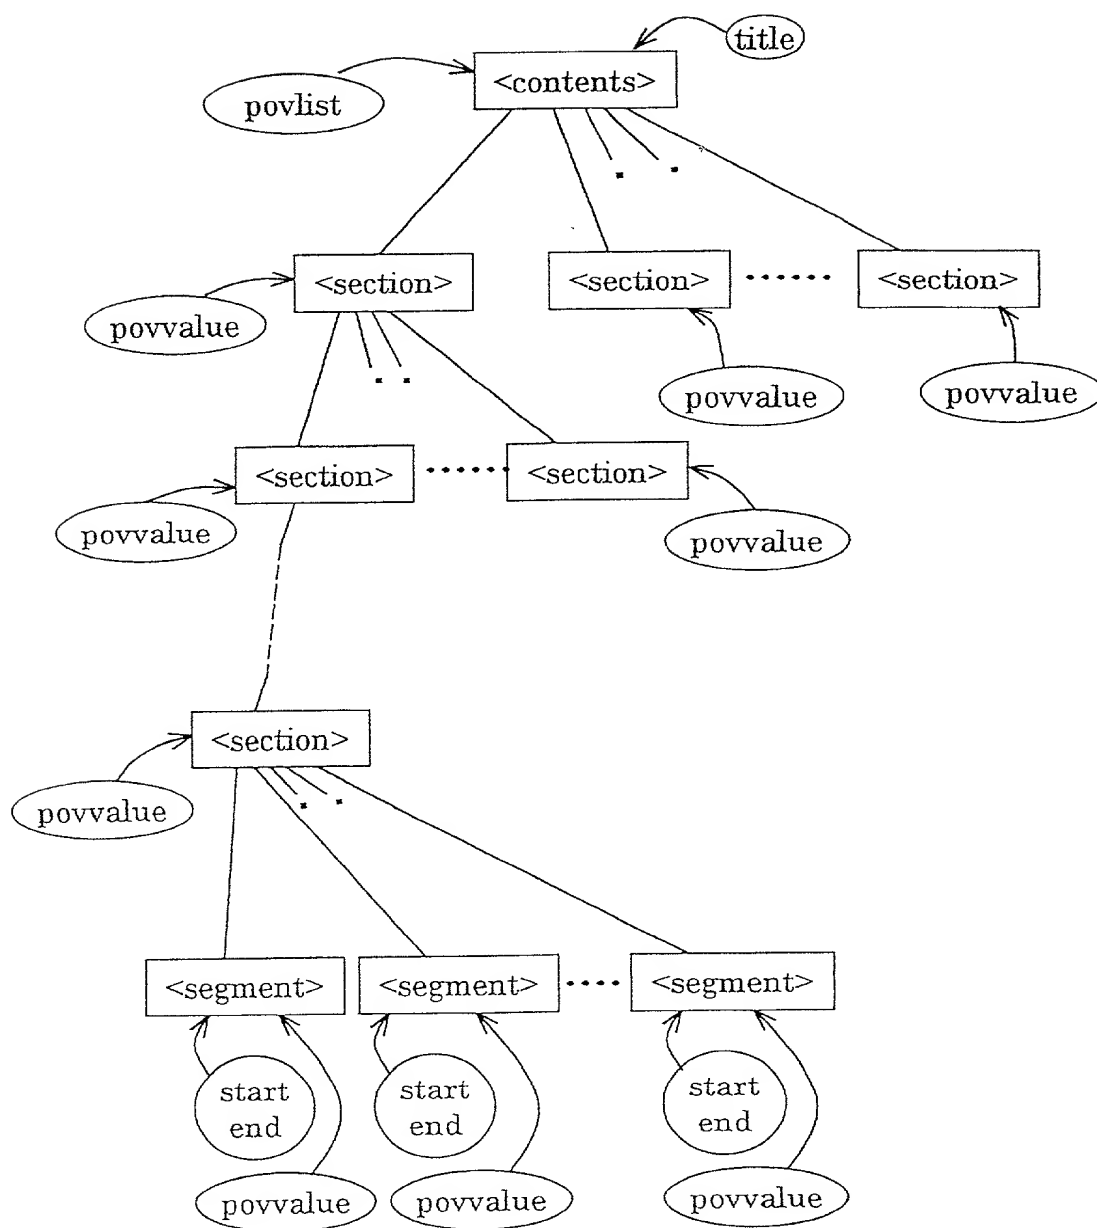 title
<contents>
povlist
<section>
<section>
<section>
povvalue
povvalue
povvalue
<section>
<section>
povvalue
povvalue
<section>
povvalue
<segment>
<segment>
<segment>
start
end
start
end
start
end
povvalue
povvalue
povvalue